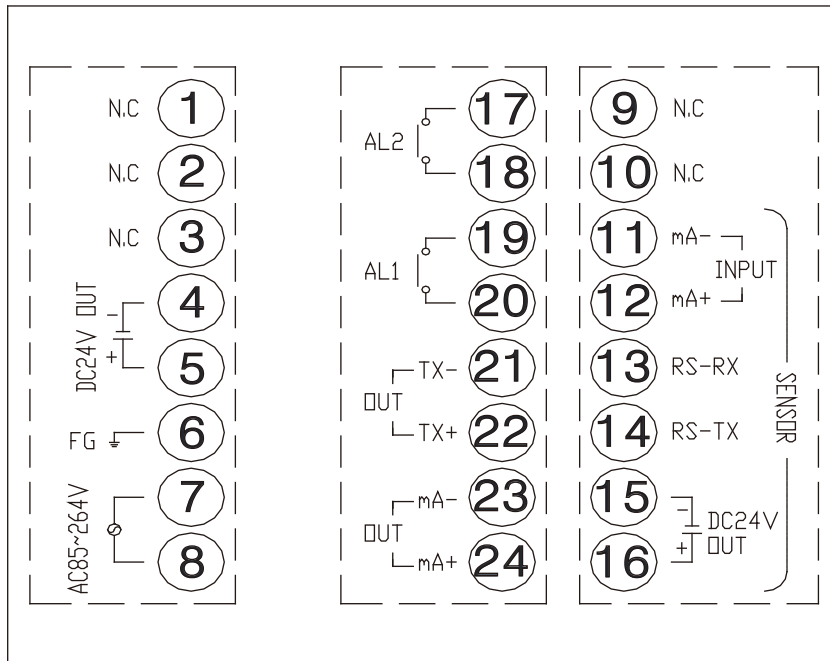 N.C 1
N.C 2
N.C 3
DC24V OUT
- 4
+ 5
FG 6
AC85~264V
7
8
AL2
17
18
AL1
19
20
OUT
TX- 21
TX+ 22
OUT
mA- 23
mA+ 24
9 N.C
10 N.C
11 mA-
INPUT
12 mA+
13 RS-RX
14 RS-TX
15 -
DC24V
OUT
16 +
SENSOR